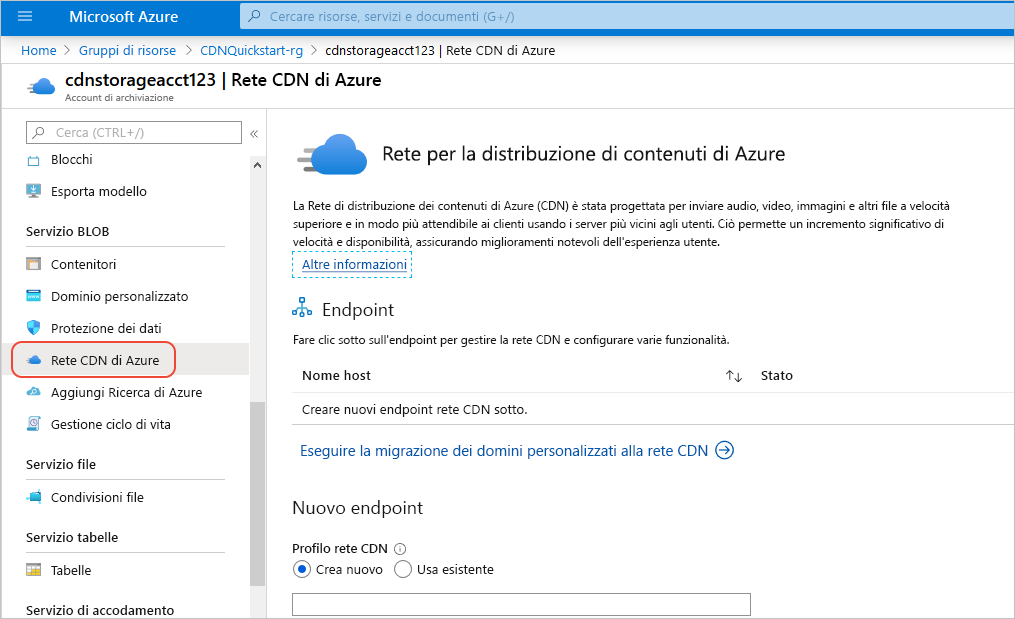 Microsoft Azure
Cercare risorse, servizi e documenti (G+/)
Home > Gruppi di risorse > CDNQuickstart-rg > cdnstorageacct123 | Rete CDN di Azure
cdnstorageacct123 | Rete CDN di Azure
Account di archiviazione
Cerca (CTRL+/)
«
Blocchi
Esporta modello
Servizio BLOB
Contenitori
Dominio personalizzato
Protezione dei dati
Rete CDN di Azure
Aggiungi Ricerca di Azure
Gestione ciclo di vita
Servizio file
Condivisioni file
Servizio tabelle
Tabelle
Servizio di accodamento
Rete per la distribuzione di contenuti di Azure
La Rete di distribuzione dei contenuti di Azure (CDN) è stata progettata per inviare audio, video, immagini e altri file a velocità
superiore e in modo più attendibile ai clienti usando i server più vicini agli utenti. Ciò permette un incremento significativo di
velocità e disponibilità, assicurando miglioramenti notevoli dell'esperienza utente.
Altre informazioni
Endpoint
Fare clic sotto sull'endpoint per gestire la rete CDN e configurare varie funzionalità.
Nome host ↑↓ Stato
Creare nuovi endpoint rete CDN sotto.
Eseguire la migrazione dei domini personalizzati alla rete CDN
Nuovo endpoint
Profilo rete CDN
Crea nuovo Usa esistente